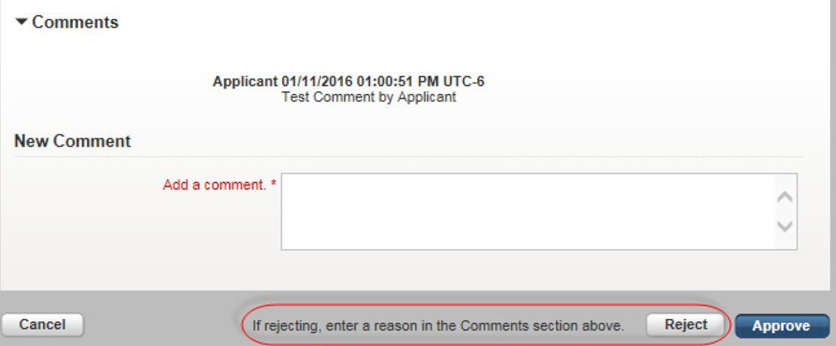 Comments
Applicant 01/11/2016 01:00:51 PM UTC-6
Test Comment by Applicant
New Comment
Add a comment. *
Cancel If rejecting, enter a reason in the Comments section above. Reject Approve